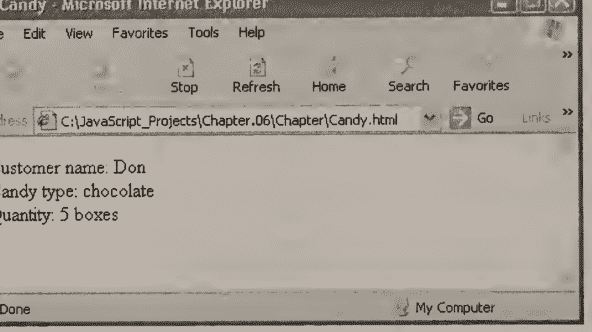 Candy - Microsoft Internet Explorer
e Edit View Favorites Tools Help
»
Stop Refresh Home Search Favorites
dress C:\JavaScript_Projects\Chapter.06\Chapter\Candy.html Go Links »
ustomer name: Don
andy type: chocolate
uantity: 5 boxes
Done My Computer